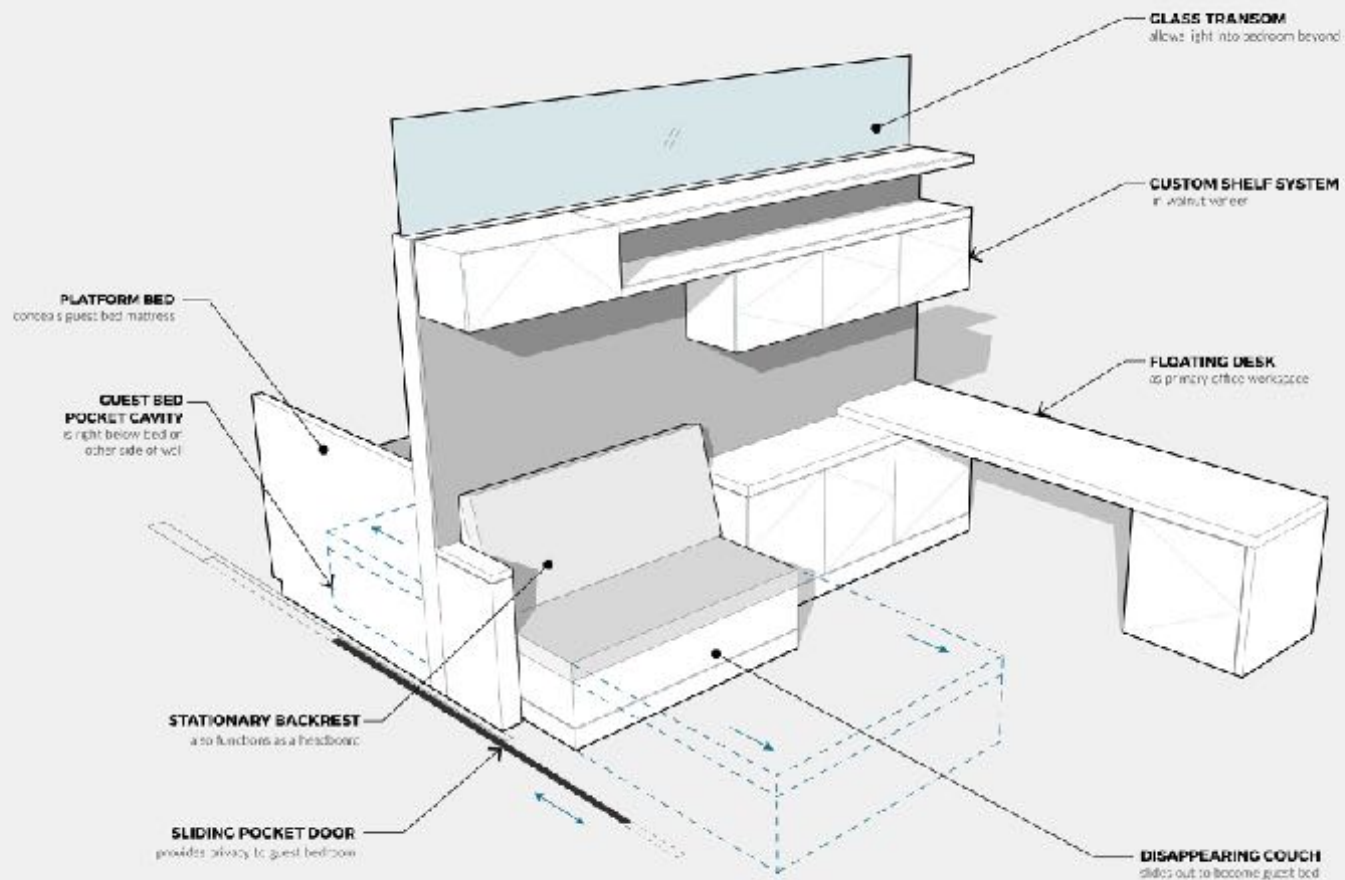 GLASS TRANSOM
allows light into bedroom beyond
CUSTOM SHELF SYSTEM
in walnut veneer
PLATFORM BED
conceals guest bed mattress
FLOATING DESK
as primary office workspace
GUEST BED
POCKET CAVITY
is right below bed on
other side of wall
STATIONARY BACKREST
also functions as a headboard
SLIDING POCKET DOOR
provides privacy to guest bedroom
DISAPPEARING COUCH
slides out to become guest bed